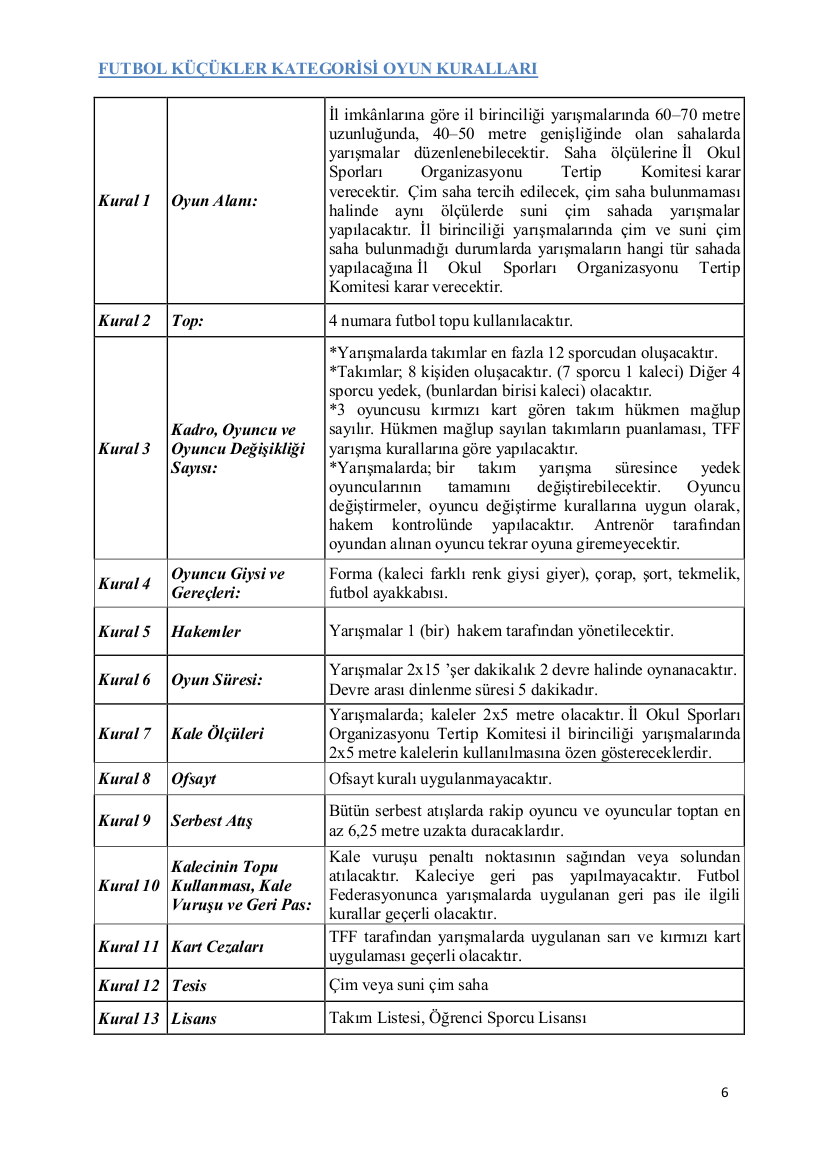 FUTBOL KÜÇÜKLER KATEGORİSİ OYUN KURALLARI
Kural 1
Oyun Alanı:
İl imkânlarına göre il birinciliği yarışmalarında 60–70 metre
uzunluğunda, 40–50 metre genişliğinde olan sahalarda
yarışmalar düzenlenebilecektir. Saha ölçülerine İl Okul
Sporları Organizasyonu Tertip Komitesi karar
verecektir. Çim saha tercih edilecek, çim saha bulunmaması
halinde aynı ölçülerde suni çim sahada yarışmalar
yapılacaktır. İl birinciliği yarışmalarında çim ve suni çim
saha bulunmadığı durumlarda yarışmaların hangi tür sahada
yapılacağına İl Okul Sporları Organizasyonu Tertip
Komitesi karar verecektir.
Kural 2
Top:
4 numara futbol topu kullanılacaktır.
Kural 3
Kadro, Oyuncu ve
Oyuncu Değişikliği
Sayısı:
*Yarışmalarda takımlar en fazla 12 sporcudan oluşacaktır.
*Takımlar; 8 kişiden oluşacaktır. (7 sporcu 1 kaleci) Diğer 4
sporcu yedek, (bunlardan birisi kaleci) olacaktır.
*3 oyuncusu kırmızı kart gören takım hükmen mağlup
sayılır. Hükmen mağlup sayılan takımların puanlaması, TFF
yarışma kurallarına göre yapılacaktır.
*Yarışmalarda; bir takım yarışma süresince yedek
oyuncularının tamamını değiştirebilecektir. Oyuncu
değiştirmeler, oyuncu değiştirme kurallarına uygun olarak,
hakem kontrolünde yapılacaktır. Antrenör tarafından
oyundan alınan oyuncu tekrar oyuna giremeyecektir.
Kural 4
Oyuncu Giysi ve
Gereçleri:
Forma (kaleci farklı renk giysi giyer), çorap, şort, tekmelik,
futbol ayakkabısı.
Kural 5
Hakemler
Yarışmalar 1 (bir) hakem tarafından yönetilecektir.
Kural 6
Oyun Süresi:
Yarışmalar 2x15 ’şer dakikalık 2 devre halinde oynanacaktır.
Devre arası dinlenme süresi 5 dakikadır.
Kural 7
Kale Ölçüleri
Yarışmalarda; kaleler 2x5 metre olacaktır. İl Okul Sporları
Organizasyonu Tertip Komitesi il birinciliği yarışmalarında
2x5 metre kalelerin kullanılmasına özen göstereceklerdir.
Kural 8
Ofsayt
Ofsayt kuralı uygulanmayacaktır.
Kural 9
Serbest Atış
Bütün serbest atışlarda rakip oyuncu ve oyuncular toptan en
az 6,25 metre uzakta duracaklardır.
Kural 10
Kalecinin Topu
Kullanması, Kale
Vuruşu ve Geri Pas:
Kale vuruşu penaltı noktasının sağından veya solundan
atılacaktır. Kaleciye geri pas yapılmayacaktır. Futbol
Federasyonunca yarışmalarda uygulanan geri pas ile ilgili
kurallar geçerli olacaktır.
Kural 11
Kart Cezaları
TFF tarafından yarışmalarda uygulanan sarı ve kırmızı kart
uygulaması geçerli olacaktır.
Kural 12
Tesis
Çim veya suni çim saha
Kural 13
Lisans
Takım Listesi, Öğrenci Sporcu Lisansı
6